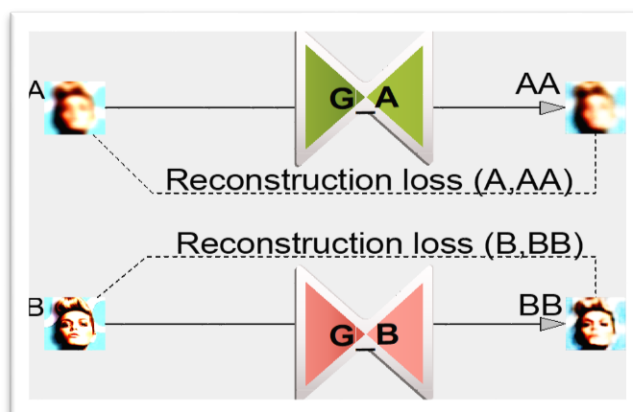 A
G_A
AA
Reconstruction loss (A,AA)
Reconstruction loss (B,BB)
B
G_B
BB